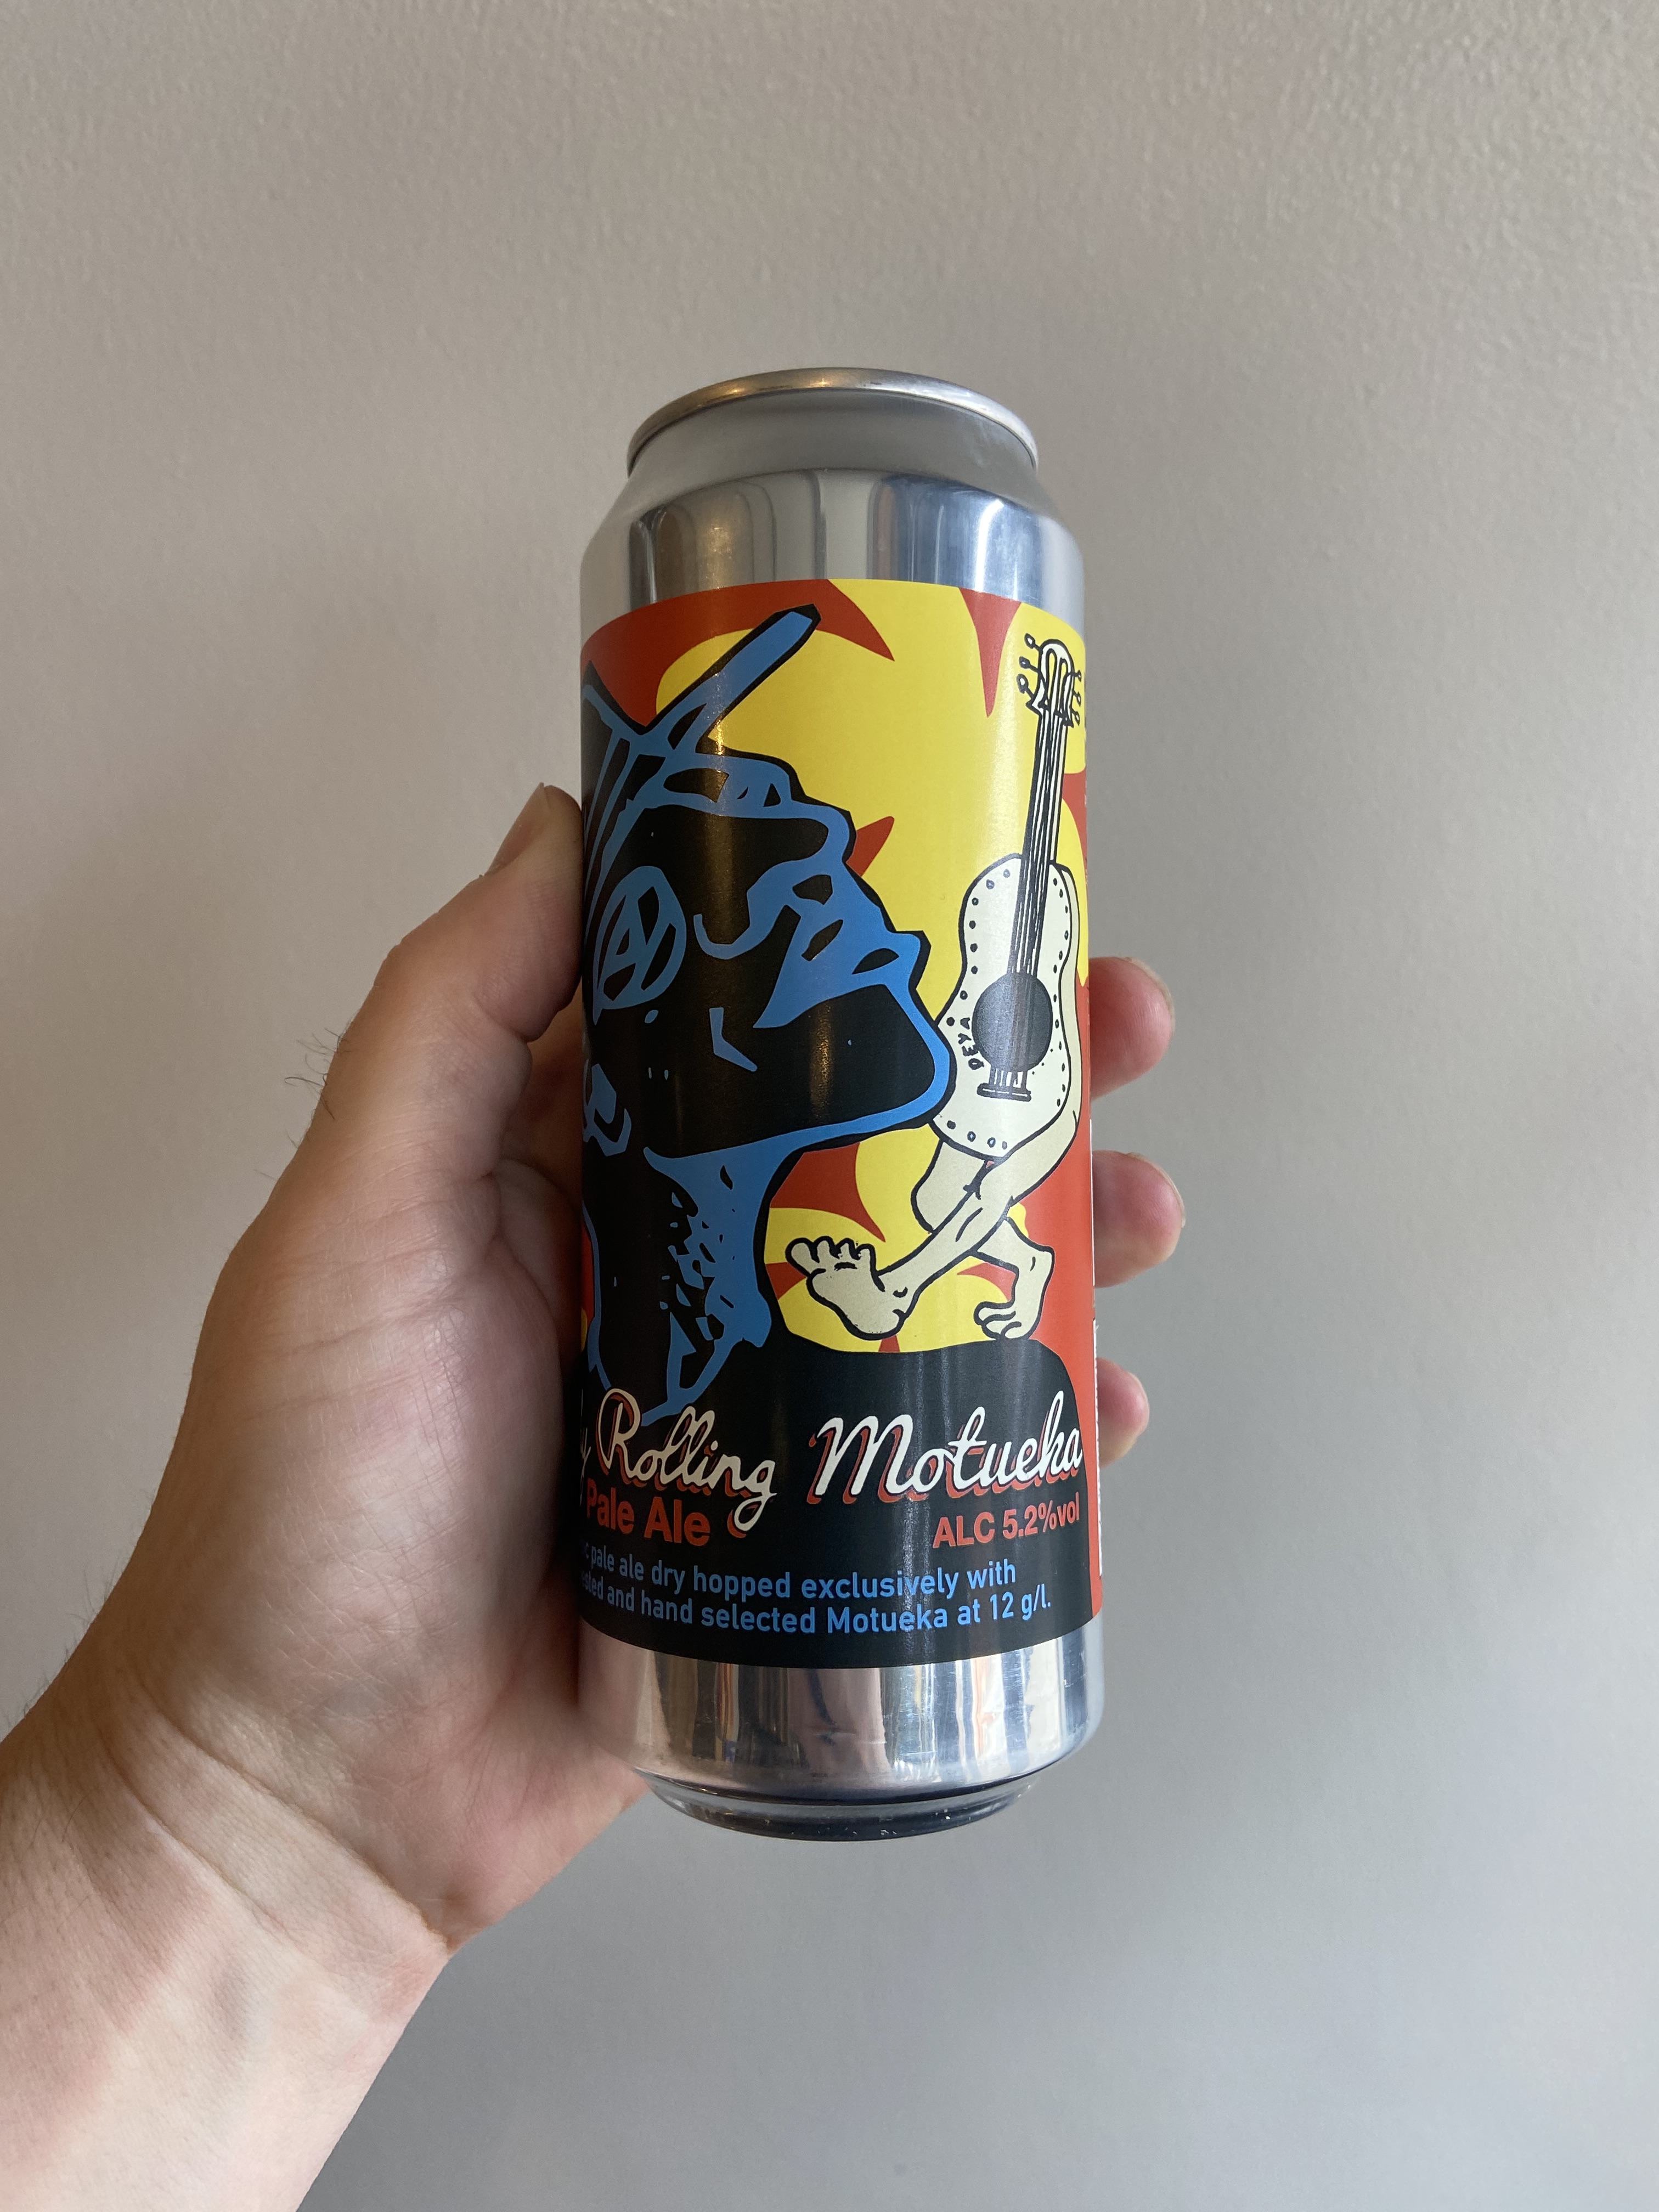 DEYA
Rolling Motueka
Pale Ale
ALC 5.2%vol
pale ale dry hopped exclusively with
and hand selected Motueka at 12 g/l.